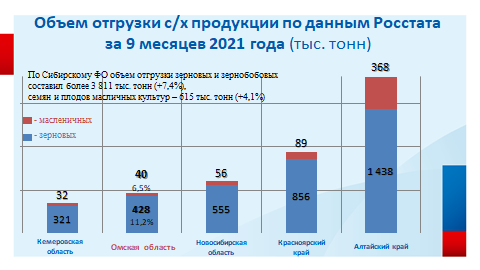 Объем отгрузки с/х продукции по данным Росстата
за 9 месяцев 2021 года (тыс. тонн)
По Сибирскому ФО объем отгрузки зерновых и зернобобовых
составил более 3 811 тыс. тонн (+7,4%),
семян и плодов масличных культур – 615 тыс. тонн (+4,1%)
- масленичных
- зерновых
32
321
40
6,5%
428
11,2%
56
555
89
856
368
1 438
Кемеровская
область
Омская область
Новосибирская
область
Красноярский
край
Алтайский край